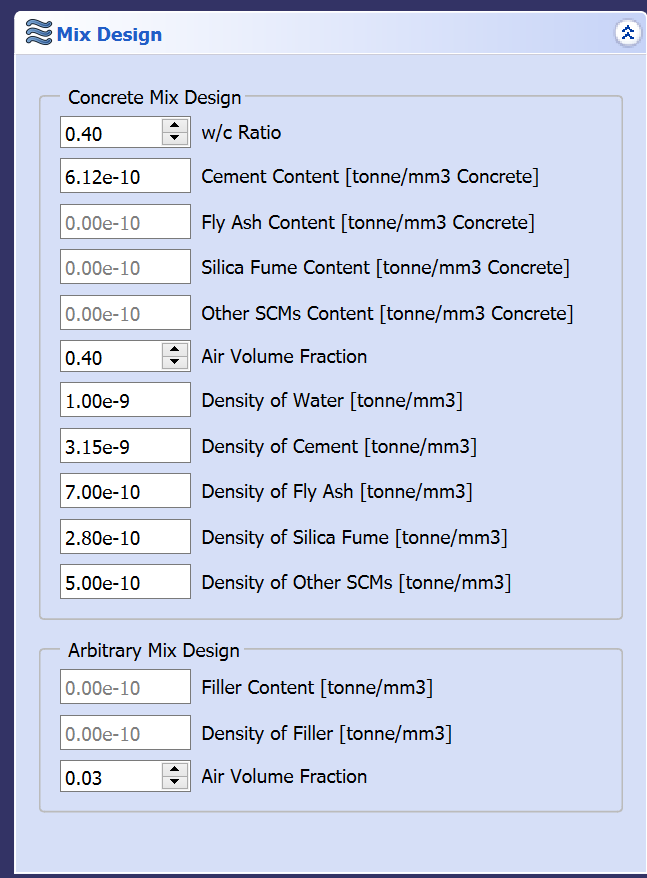 Mix Design
Concrete Mix Design
0.40 w/c Ratio
6.12e-10 Cement Content [tonne/mm3 Concrete]
0.00e-10 Fly Ash Content [tonne/mm3 Concrete]
0.00e-10 Silica Fume Content [tonne/mm3 Concrete]
0.00e-10 Other SCMs Content [tonne/mm3 Concrete]
0.40 Air Volume Fraction
1.00e-9 Density of Water [tonne/mm3]
3.15e-9 Density of Cement [tonne/mm3]
7.00e-10 Density of Fly Ash [tonne/mm3]
2.80e-10 Density of Silica Fume [tonne/mm3]
5.00e-10 Density of Other SCMs [tonne/mm3]
Arbitrary Mix Design
0.00e-10 Filler Content [tonne/mm3]
0.00e-10 Density of Filler [tonne/mm3]
0.03 Air Volume Fraction